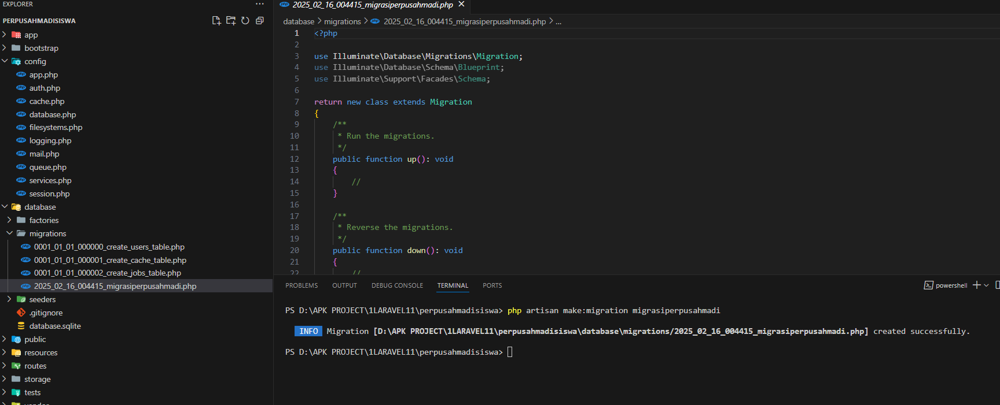 EXPLORER
...
PERPUSAHMADISISWA
app
bootstrap
config
app.php
auth.php
cache.php
database.php
filesystems.php
logging.php
mail.php
queue.php
services.php
session.php
database
factories
migrations
0001_01_01_000000_create_users_table.php
0001_01_01_000001_create_cache_table.php
0001_01_01_000002_create_jobs_table.php
2025_02_16_004415_migrasiperpusahmadi.php
seeders
.gitignore
database.sqlite
public
resources
routes
storage
tests
vendor
2025_02_16_004415_migrasiperpusahmadi.php
database > migrations > 2025_02_16_004415_migrasiperpusahmadi.php > ...
1 <?php
2
3 use Illuminate\Database\Migrations\Migration;
4 use Illuminate\Database\Schema\Blueprint;
5 use Illuminate\Support\Facades\Schema;
6
7 return new class extends Migration
8 {
9 /**
10 * Run the migrations.
11 */
12 public function up(): void
13 {
14 //
15 }
16
17 /**
18 * Reverse the migrations.
19 */
20 public function down(): void
21 {
22 //
PROBLEMS OUTPUT DEBUG CONSOLE TERMINAL PORTS
powershell
PS D:\APK PROJECT\1LARAVEL11\perpusahmadisiswa> php artisan make:migration migrasiperpusahmadi
INFO Migration [D:\APK PROJECT\1LARAVEL11\perpusahmadisiswa\database\migrations/2025_02_16_004415_migrasiperpusahmadi.php] created successfully.
PS D:\APK PROJECT\1LARAVEL11\perpusahmadisiswa>